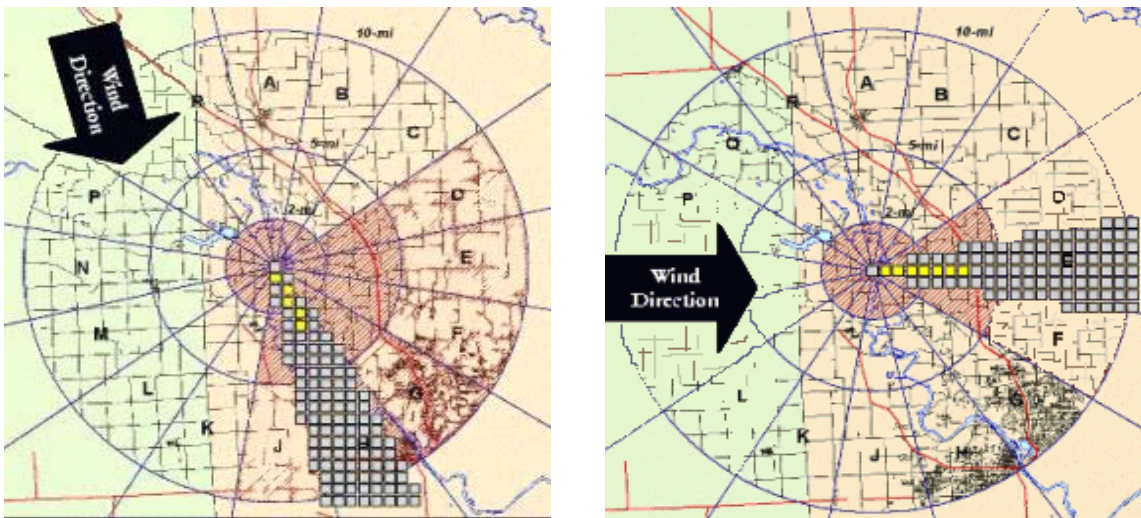 10-mi
A
B
R
C
5-mi
2-mi
P
D
E
N
M
F
L
G
K
J
H
Wind
Direction
10-mi
A
B
R
C
5-mi
Q
P
D
2-mi
E
Wind
Direction
F
L
G
K
J
H